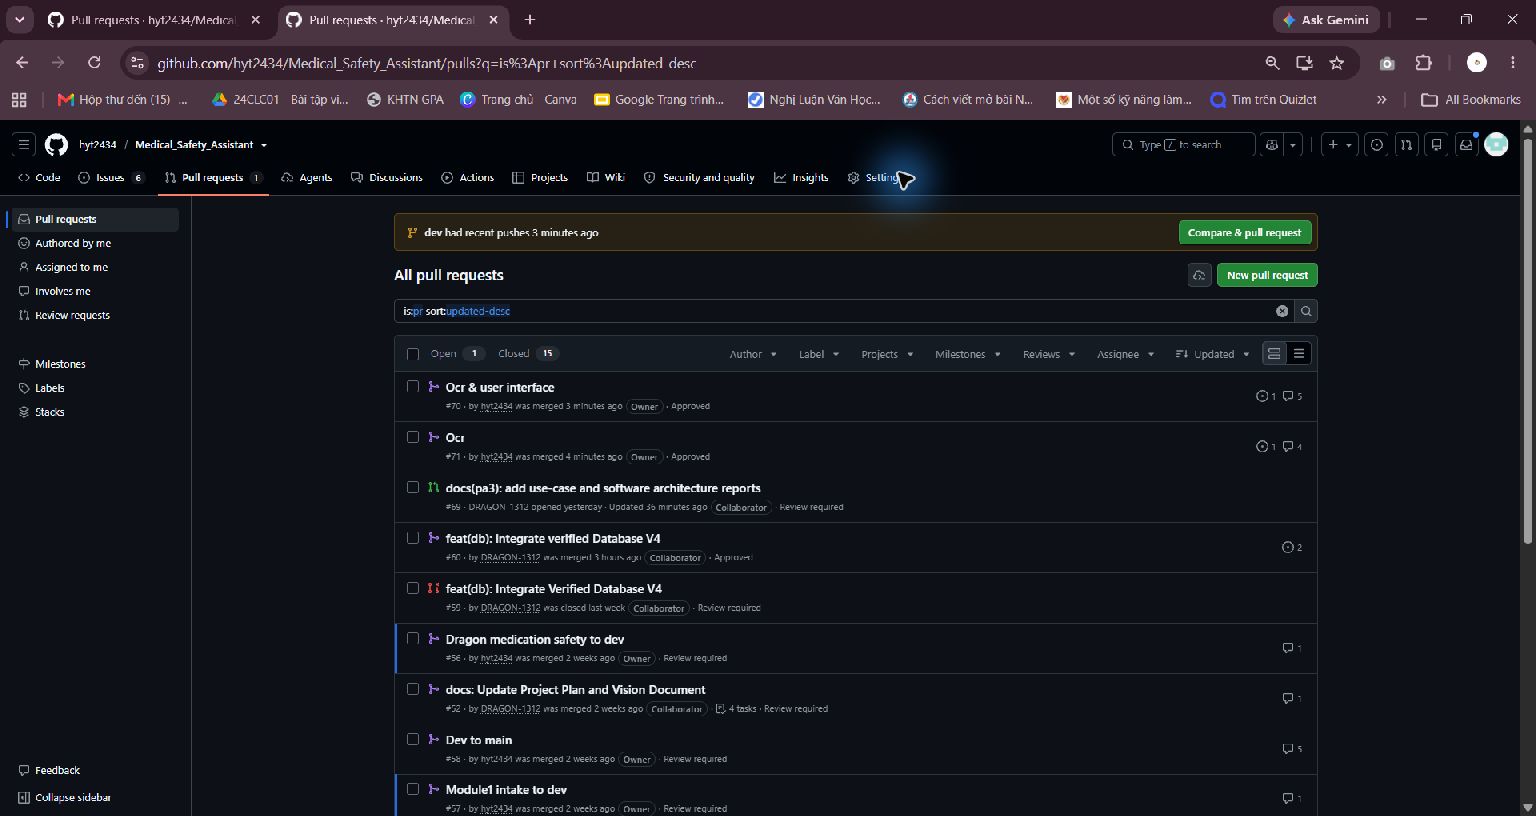 Pull requests · hyt2434/Medical
Pull requests · hyt2434/Medical
Ask Gemini
github.com/hyt2434/Medical_Safety_Assistant/pulls?q=is%3Apr+sort%3Aupdated-desc
Hộp thư đến (15) ...
24CLC01 - Bài tập vi...
KHTN GPA
Trang chủ - Canva
Google Trang trình...
Nghị Luận Văn Học...
Cách viết mở bài N...
Một số kỹ năng làm...
Tìm trên Quizlet
All Bookmarks
hyt2434 / Medical_Safety_Assistant
Type / to search
Code
Issues 6
Pull requests 1
Agents
Discussions
Actions
Projects
Wiki
Security and quality
Insights
Setting
Pull requests
Authored by me
Assigned to me
Involves me
Review requests
Milestones
Labels
Stacks
Feedback
Collapse sidebar
dev had recent pushes 3 minutes ago
Compare & pull request
All pull requests
New pull request
is:pr sort:updated-desc
Open 1 Closed 15
Author Label Projects Milestones Reviews Assignee Updated
Ocr & user interface
#70 · by hyt2434 was merged 3 minutes ago Owner · Approved
1 5
Ocr
#71 · by hyt2434 was merged 4 minutes ago Owner · Approved
1 4
docs(pa3): add use-case and software architecture reports
#69 · DRAGON-1312 opened yesterday · Updated 36 minutes ago Collaborator · Review required
feat(db): Integrate verified Database V4
#60 · by DRAGON-1312 was merged 3 hours ago Collaborator · Approved
2
feat(db): Integrate Verified Database V4
#59 · by DRAGON-1312 was closed last week Collaborator · Review required
Dragon medication safety to dev
#56 · by hyt2434 was merged 2 weeks ago Owner · Review required
1
docs: Update Project Plan and Vision Document
#52 · by DRAGON-1312 was merged 2 weeks ago Collaborator · 4 tasks · Review required
1
Dev to main
#58 · by hyt2434 was merged 2 weeks ago Owner · Review required
5
Module1 intake to dev
#57 · by hyt2434 was merged 2 weeks ago Owner · Review required
1